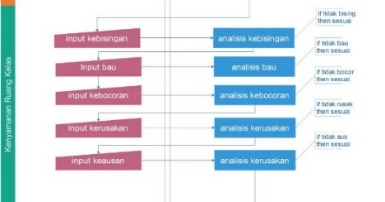 Kenyamanan Ruang Kelas
input kebisingan
analisis kebisingan
if tidak bising
then sesuai
input bau
analisis bau
if tidak bau
then sesuai
input kebocoran
analisis kebocoran
if tidak bocor
then sesuai
input kerusakan
analisis kerusakan
if tidak rusak
then sesuai
input keausan
analisis kerusakan
if tidak aus
then sesuai